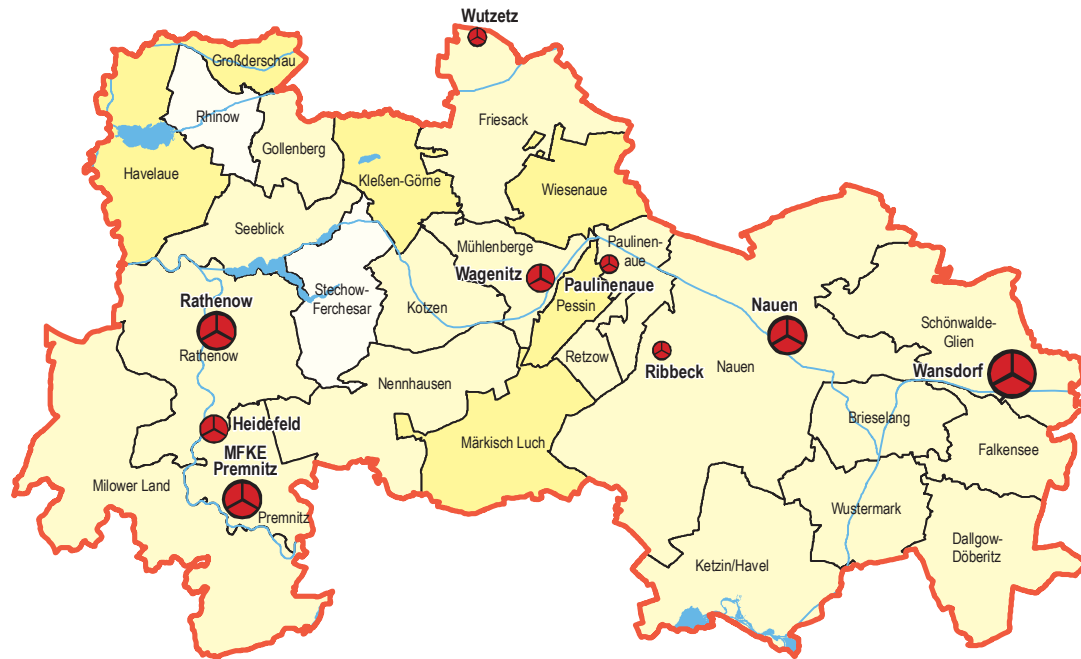 Wutzetz
Großderschau
Rhinow
Friesack
Gollenberg
Havelaue
Kleßen-Görne
Wiesenaue
Seeblick
Mühlenberge
Paulinen-
aue
Wagenitz
Paulinenaue
Stechow-
Ferchesar
Kotzen
Pessin
Rathenow
Rathenow
Nauen
Schönwalde-
Glien
Retzow
Ribbeck
Nauen
Wansdorf
Nennhausen
Brieselang
Heidefeld
Märkisch Luch
Falkensee
MFKE
Premnitz
Milower Land
Premnitz
Wustermark
Dallgow-
Döberitz
Ketzin/Havel